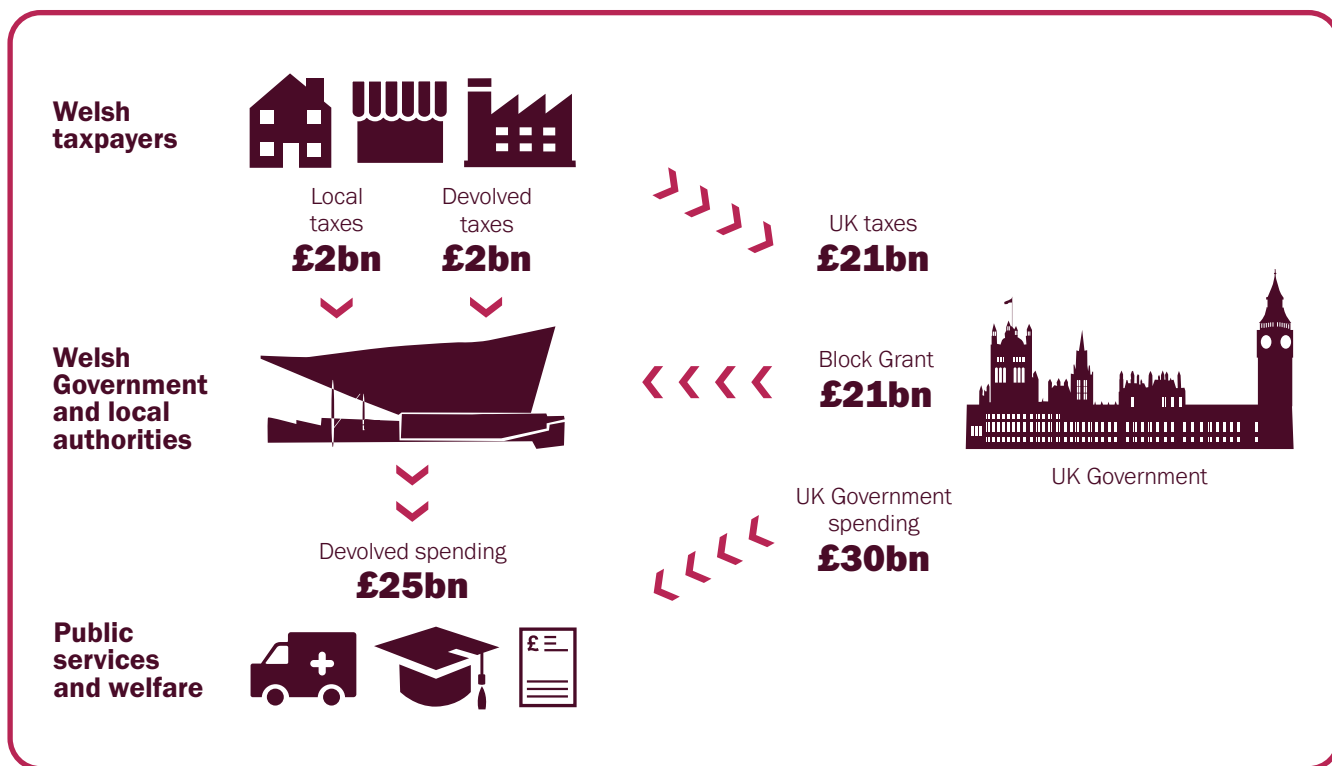 Welsh
taxpayers
Local
taxes
£2bn
Devolved
taxes
£2bn
UK taxes
£21bn
Welsh
Government
and local
authorities
Block Grant
£21bn
UK Government
Devolved spending
£25bn
UK Government
spending
£30bn
Public
services
and welfare
£